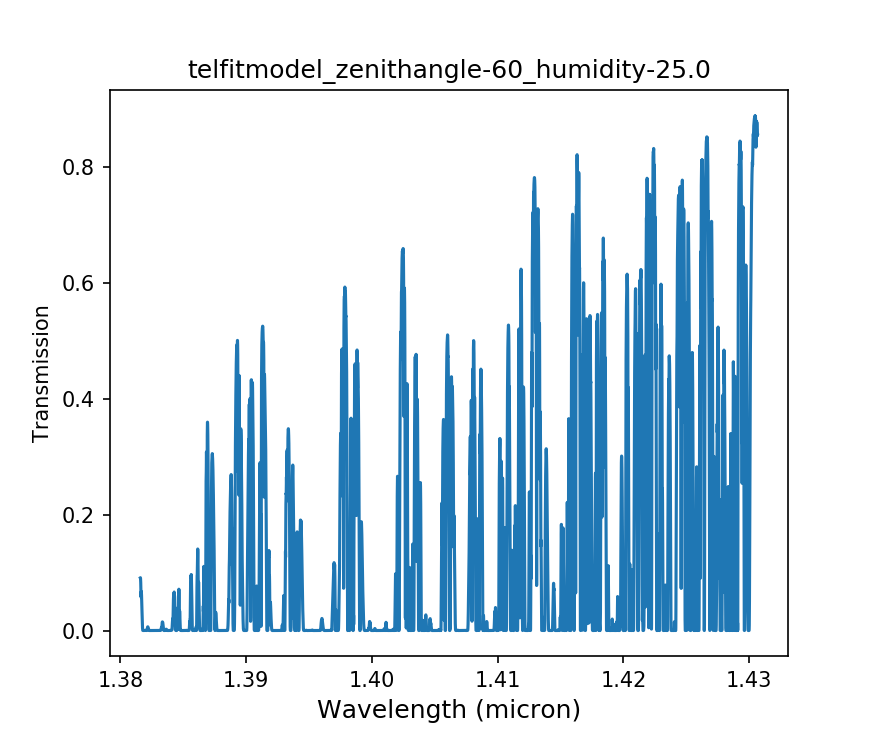 telfitmodel_zenithangle-60_humidity-25.0
Transmission
0.8
0.6
0.4
0.2
0.0
1.38 1.39 1.40 1.41 1.42 1.43
Wavelength (micron)